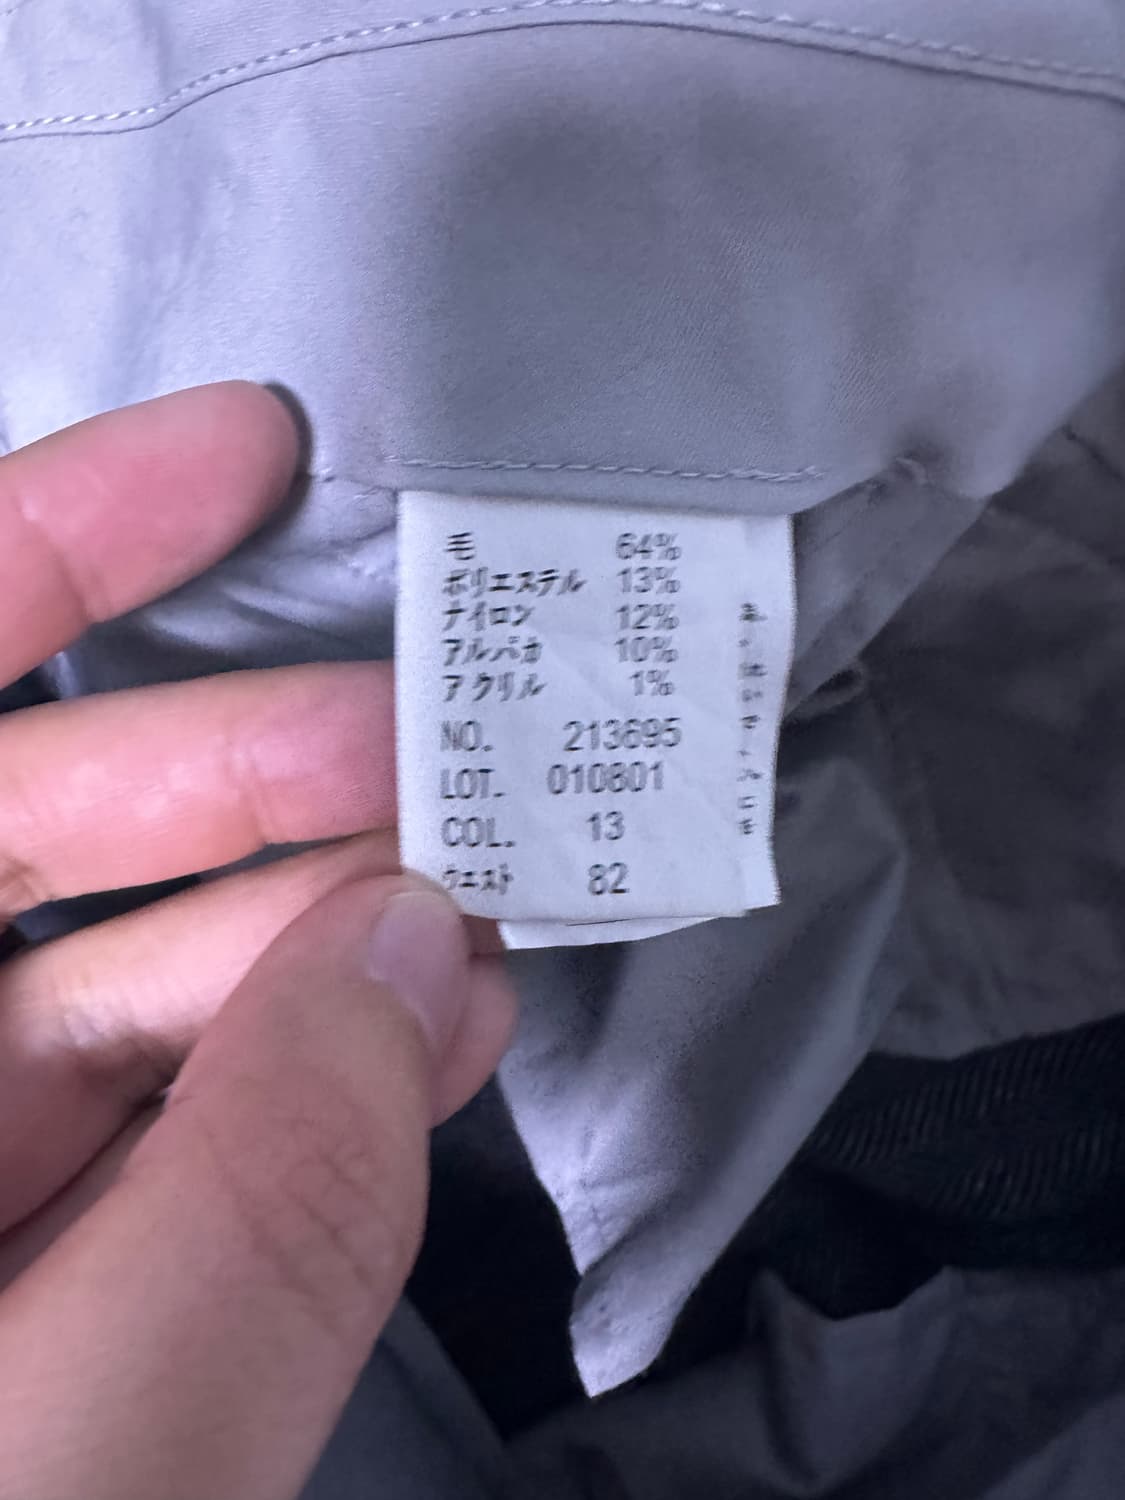 毛 64%
ポリエステル 13%
ナイロン 12%
アルパカ 10%
アクリル 1%
NO. 213695
LOT. 010801
COL. 13
ウエスト 82